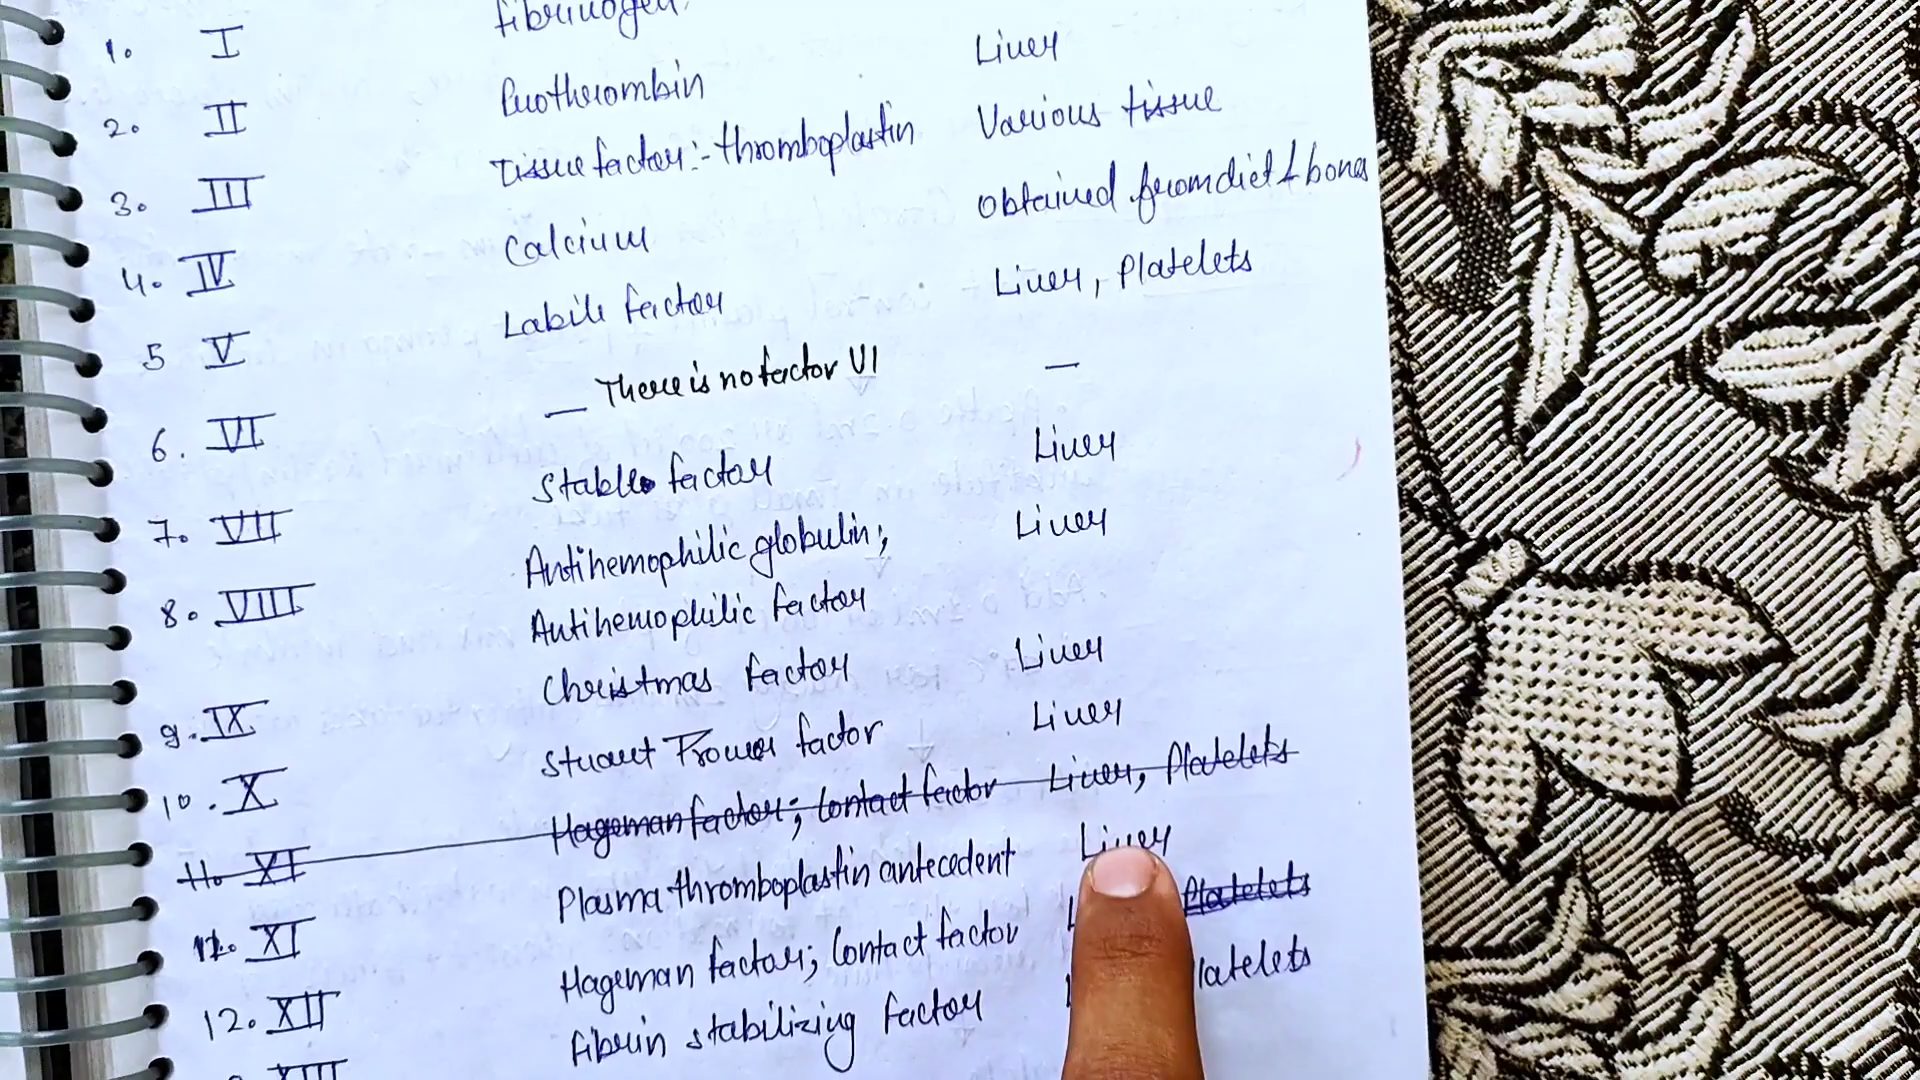 1. I fibrinogen
2. II Prothrombin Liver
3. III Tissue factor:- thromboplastin Various tissue
4. IV Calcium Obtained from diet & bones
5 V Labile factor Liver, Platelets
6. VI — There is no factor VI —
7. VII Stable factor Liver
8. VIII Antihemophilic globulin; Liver
Antihemophilic factor
9. IX Christmas factor Liver
10. X Stuart Prower factor Liver
11. XI Hageman factor; Contact factor Liver, Platelets
11. XI Plasma thromboplastin antecedent Liver
Platelets
12. XII Hageman factor; Contact factor
XIII fibrin stabilizing factor latelets